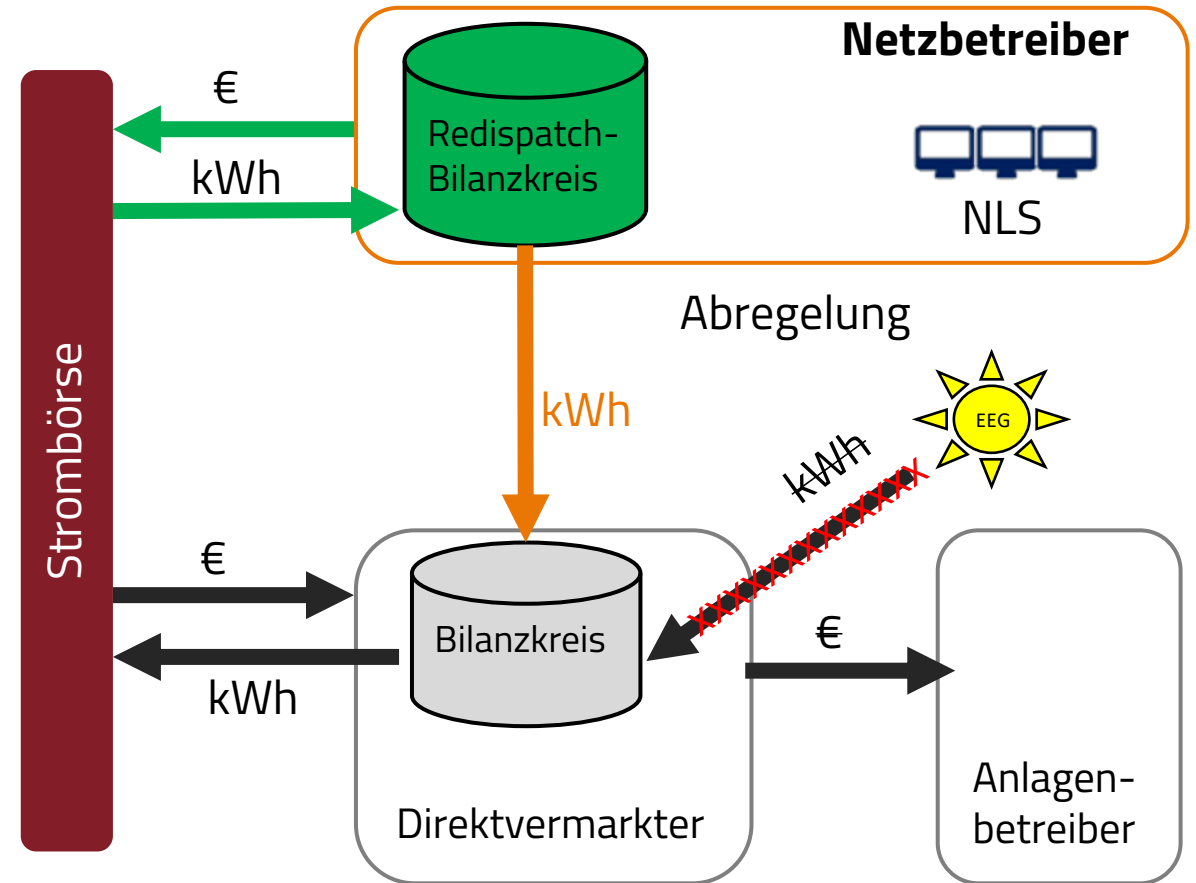 Netzbetreiber
€
Redispatch-
Bilanzkreis
kWh
NLS
Abregelung
Strombörse
EEG
kWh
kWh
€
Bilanzkreis
€
kWh
Direktvermarkter
Anlagen-
betreiber